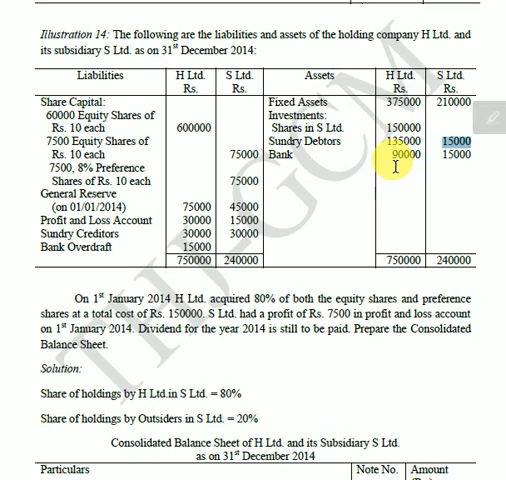 Illustration 14: The following are the liabilities and assets of the holding company H Ltd. and
its subsidiary S Ltd. as on 31st December 2014:
Liabilities H Ltd. Rs. S Ltd. Rs. Assets H Ltd. Rs. S Ltd. Rs.
Share Capital: Fixed Assets 375000 210000
60000 Equity Shares of Investments:
Rs. 10 each 600000 Shares in S Ltd. 150000
7500 Equity Shares of Sundry Debtors 135000 15000
Rs. 10 each 75000 Bank 90000 15000
7500, 8% Preference
Shares of Rs. 10 each 75000
General Reserve
(on 01/01/2014) 75000 45000
Profit and Loss Account 30000 15000
Sundry Creditors 30000 30000
Bank Overdraft 15000
750000 240000 750000 240000
On 1st January 2014 H Ltd. acquired 80% of both the equity shares and preference
shares at a total cost of Rs. 150000. S Ltd. had a profit of Rs. 7500 in profit and loss account
on 1st January 2014. Dividend for the year 2014 is still to be paid. Prepare the Consolidated
Balance Sheet.
Solution:
Share of holdings by H Ltd.in S Ltd. = 80%
Share of holdings by Outsiders in S Ltd. = 20%
Consolidated Balance Sheet of H Ltd. and its Subsidiary S Ltd.
as on 31st December 2014
Particulars Note No. Amount
THJ-GCM